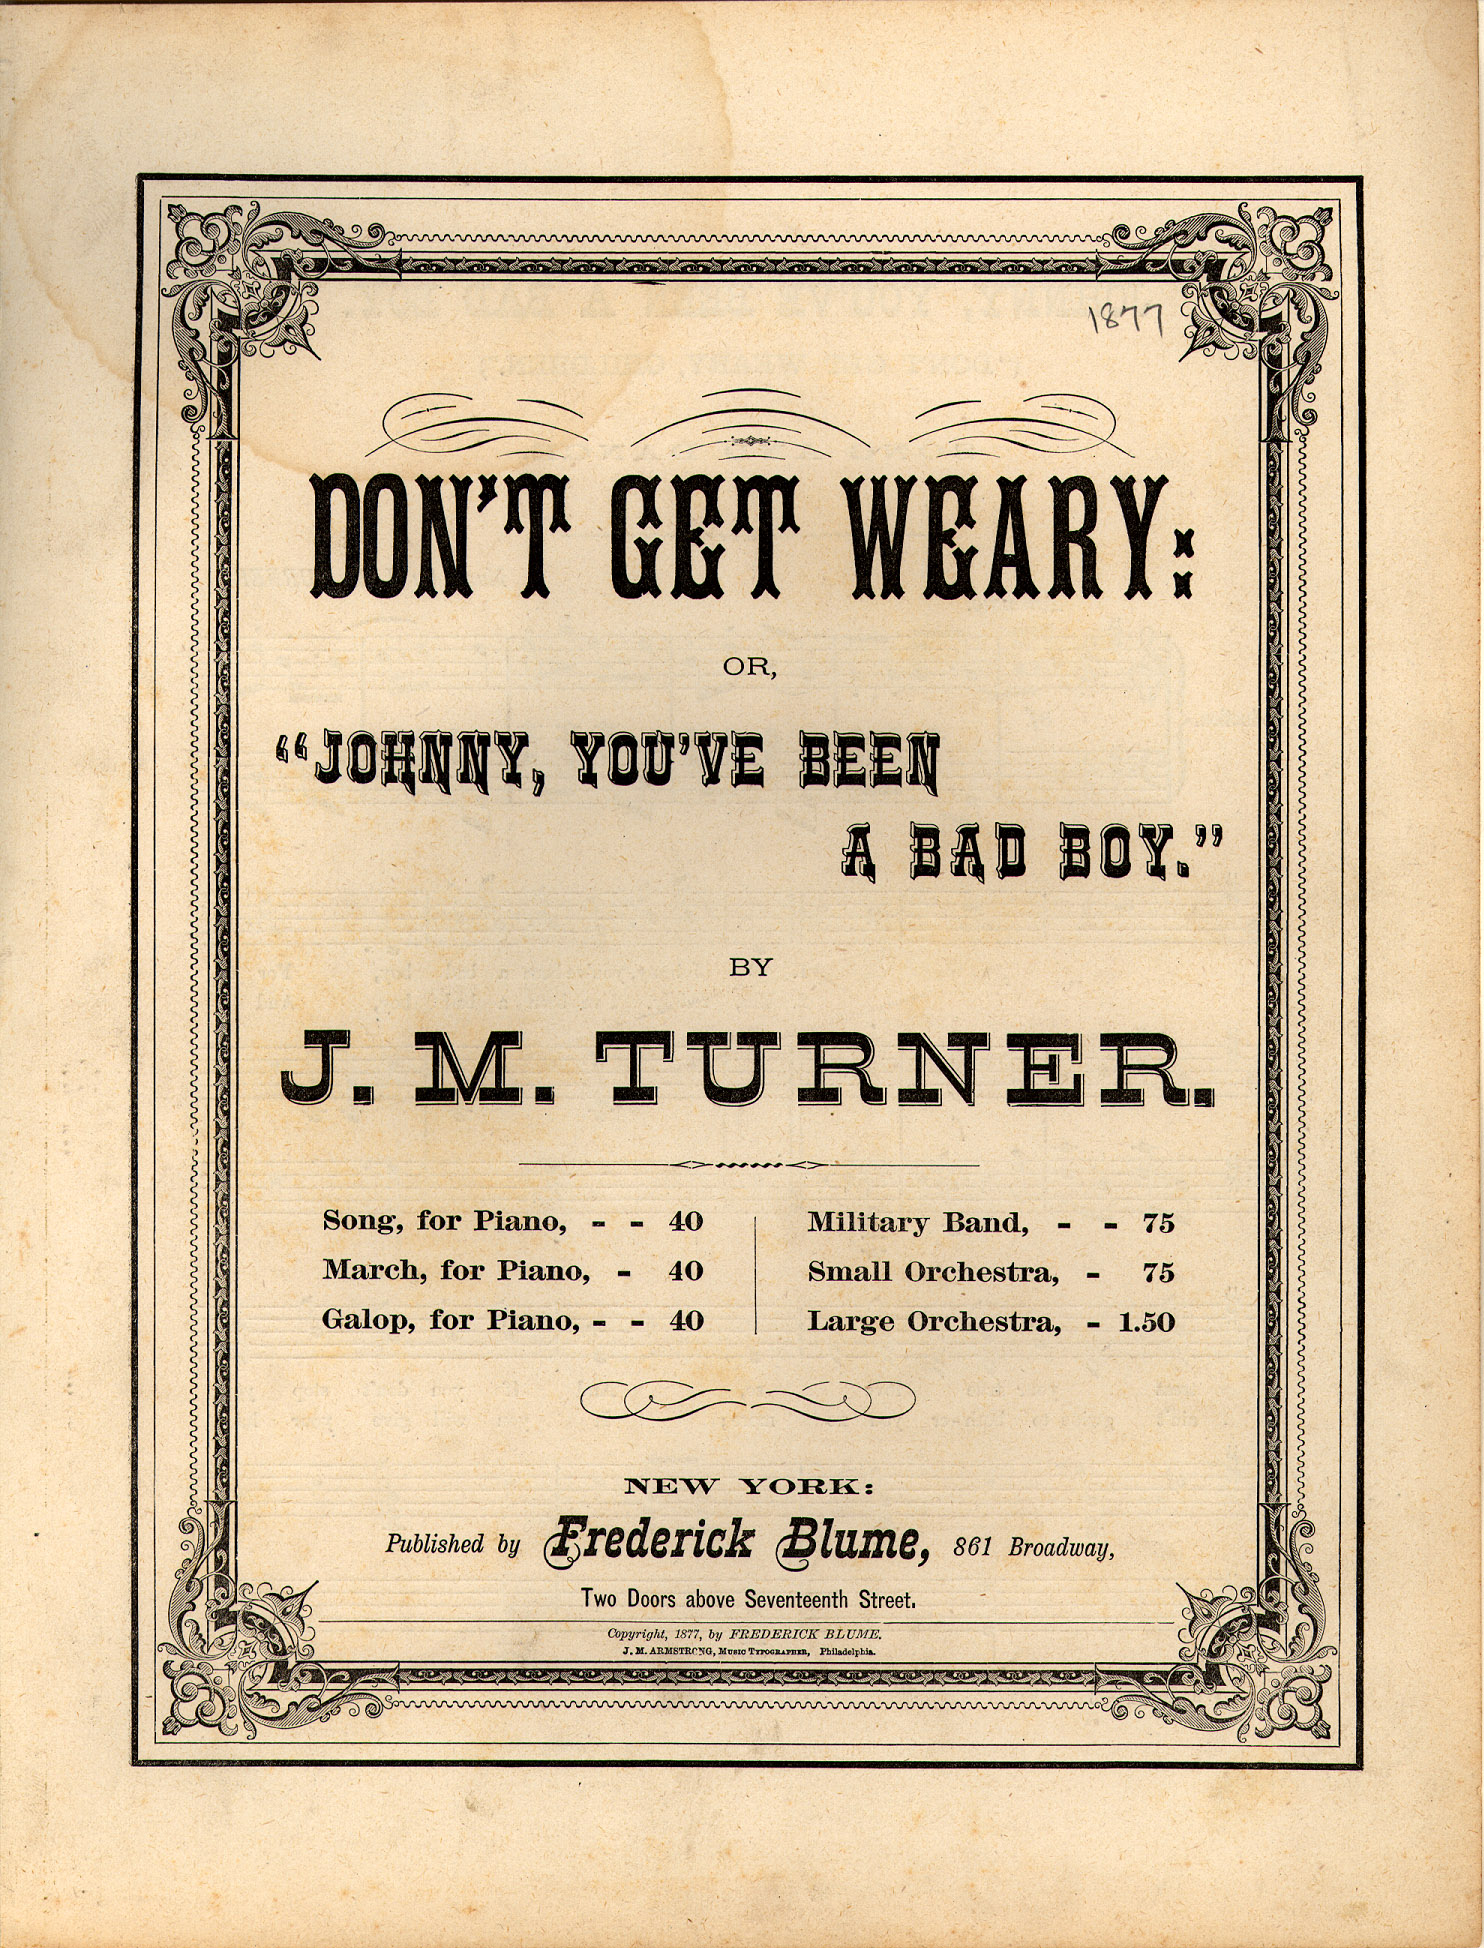 1877
DON'T GET WEARY:
OR,
"JOHNNY, YOU'VE BEEN
A BAD BOY."
BY
J. M. TURNER.
Song, for Piano, - - 40
March, for Piano, - 40
Galop, for Piano, - - 40
Military Band, - - 75
Small Orchestra, - 75
Large Orchestra, - 1.50
NEW YORK:
Published by Frederick Blume, 861 Broadway,
Two Doors above Seventeenth Street.
Copyright, 1877, by FREDERICK BLUME.
J. M. ARMSTRONG, MUSIC TYPOGRAPHER, Philadelphia.